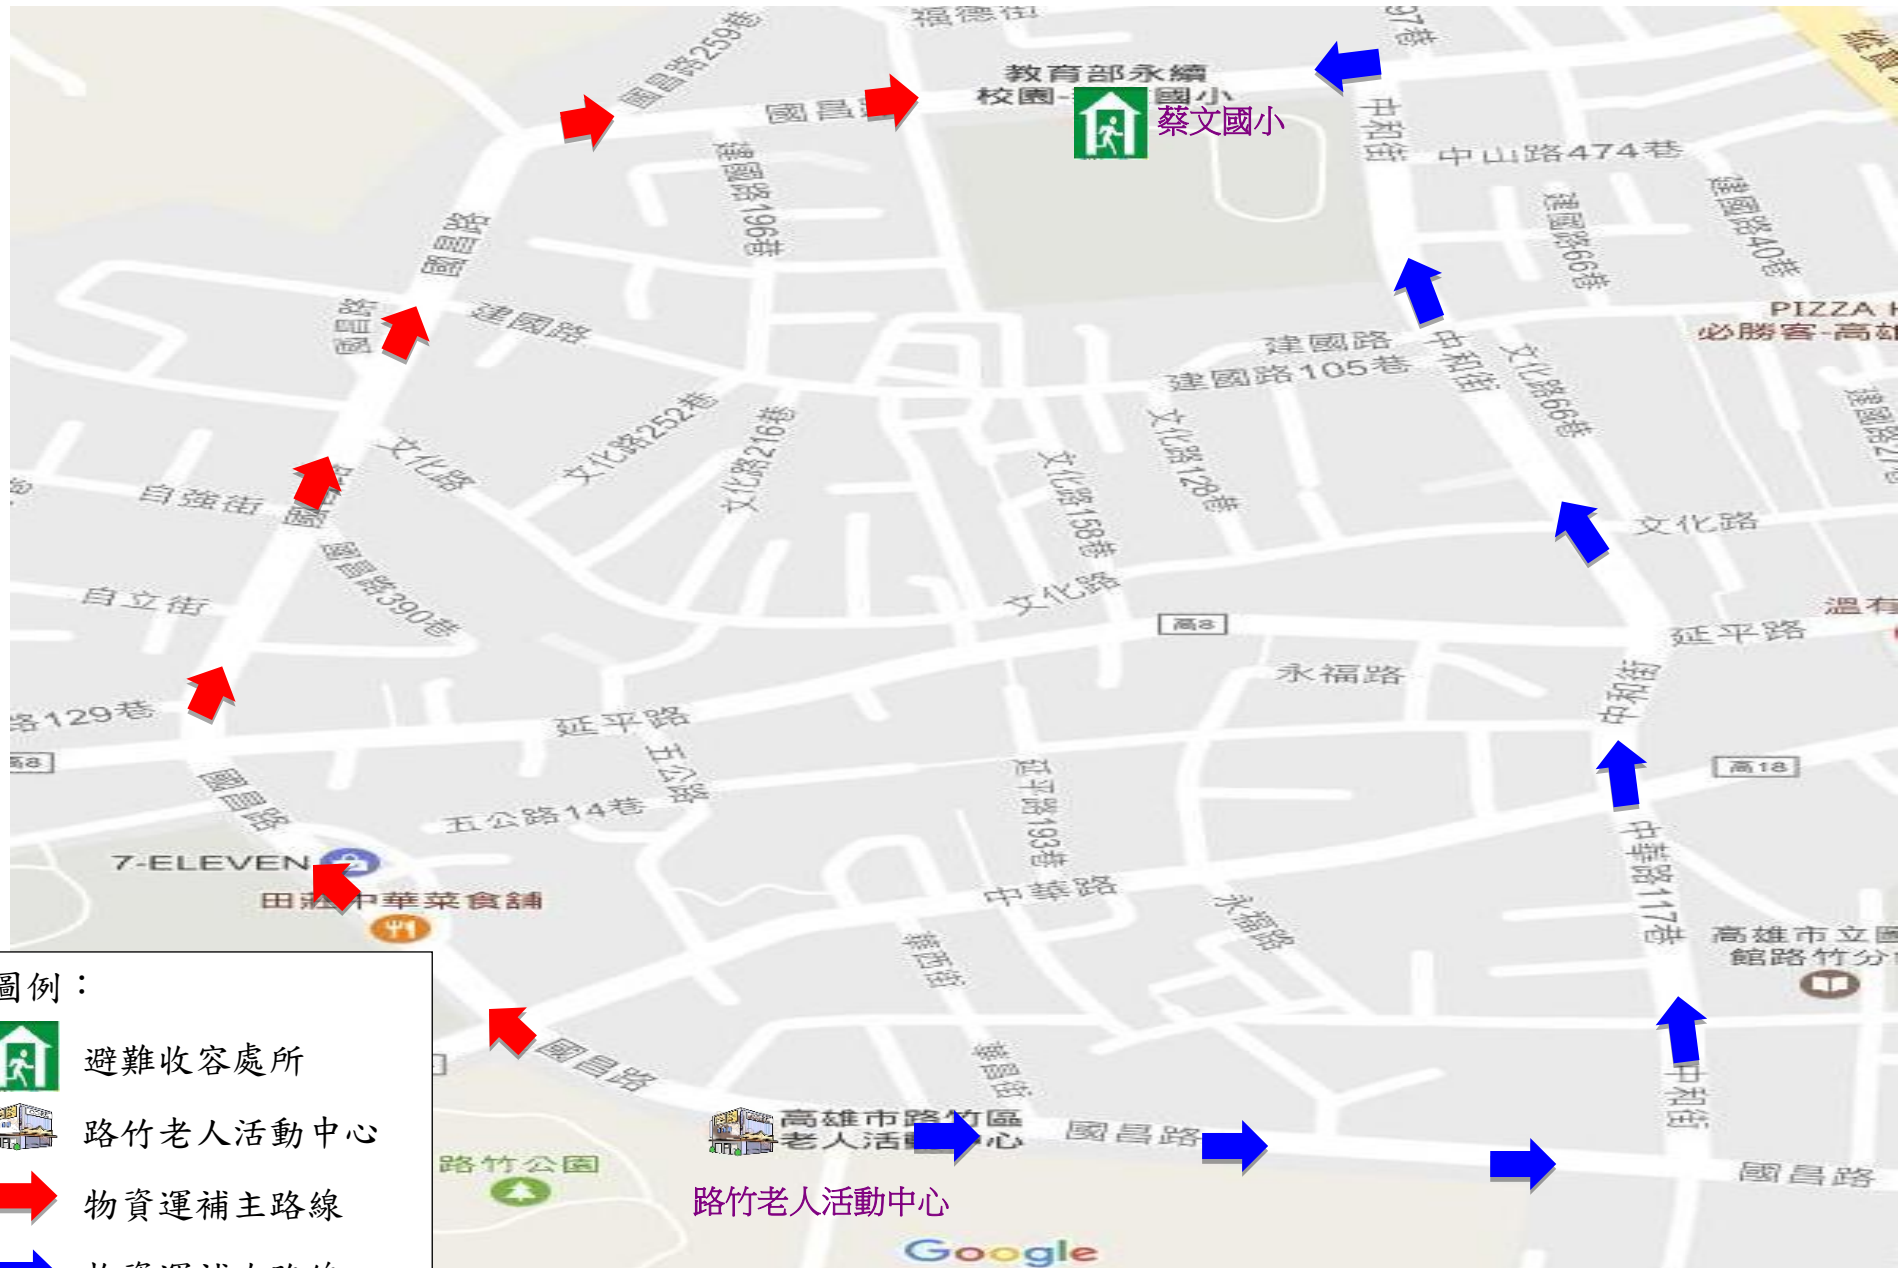 福德街
國昌路259巷
97巷
教育部永續
校園-
國小
蔡文國小
國昌
中和街
中山路474巷
建國路196巷
建國路66巷
建國路40巷
國昌路
國昌路
建國路
PIZZA
必勝客-高雄
建國路
建國路105巷
中和街
文化路66巷
文化路252巷
文化路216巷
文化路
文化路158巷
文化路128巷
自強街
國昌路390巷
文化路
自立街
文化路
高8
溫有
延平路
永福路
中和街
路129巷
延平路
高8
五公路
國昌路
延平路193巷
高18
五公路14巷
中華路117巷
7-ELEVEN
田莊中華菜食舖
中華路
永福路
華西街
高雄市立圖
館路竹分
國昌路
華昌街
中和街
高雄市路竹區
老人活動中心
國昌路
國昌路
路竹公園
路竹老人活動中心
Google
圖例：
避難收容處所
路竹老人活動中心
物資運補主路線